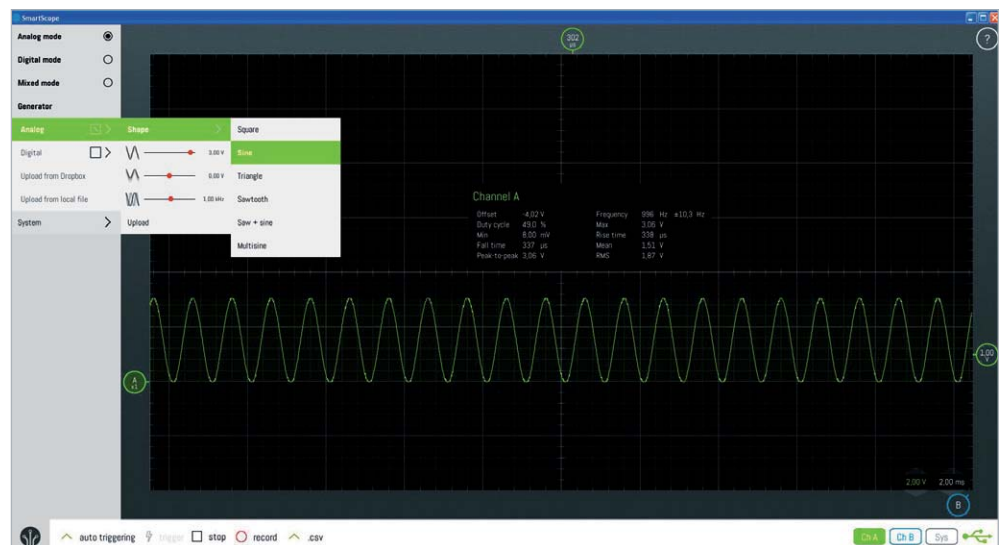 SmartScope
Analog mode
Digital mode
Mixed mode
Generator
Analog
Digital
Upload from Dropbox
Upload from local file
System
Shape
3,00 V
0,00 V
1,00 kHz
Upload
Square
Sine
Triangle
Sawtooth
Saw + sine
Multisine
302
µs
?
Channel A
Offset -4,02 V Frequency 996 Hz ±10,3 Hz
Duty cycle 49,0 % Max 3,06 V
Min 8,00 mV Rise time 338 µs
Fall time 337 µs Mean 1,51 V
Peak-to-peak 3,06 V RMS 1,87 V
A
x1
1,00
V
2,00 V 2,00 ms
B
auto triggering trigger stop record .csv
Ch A Ch B Sys